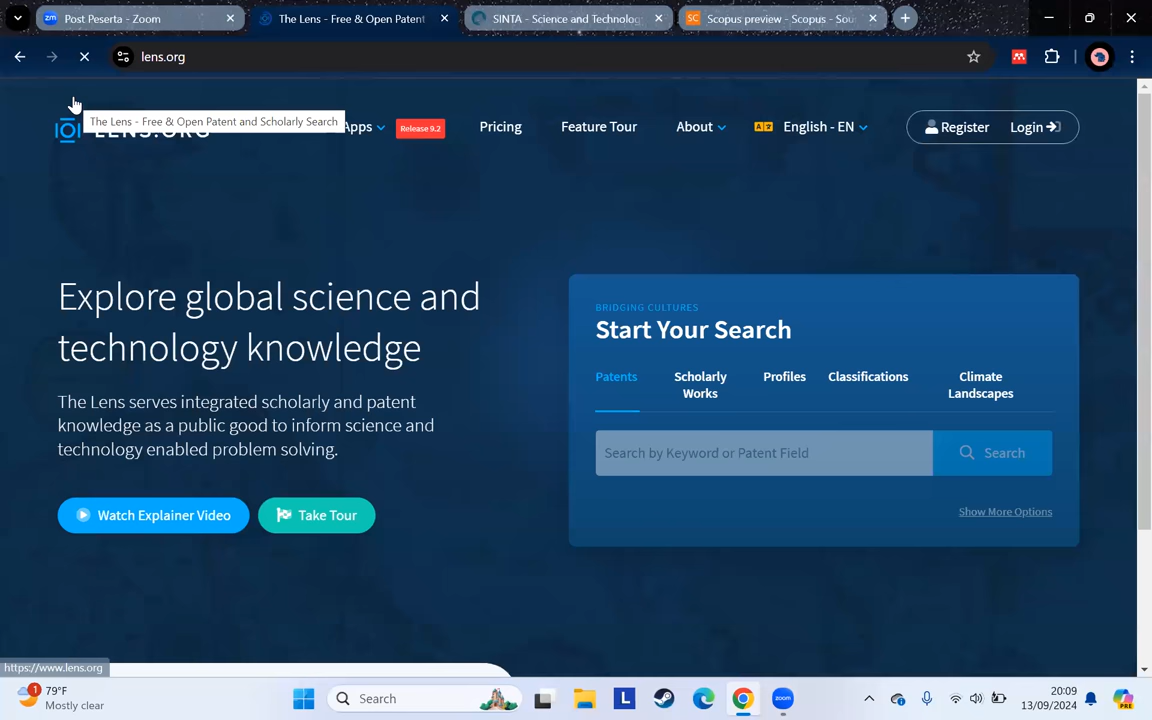 Post Peserta - Zoom
The Lens - Free & Open Patent
SINTA - Science and Technolog
Scopus preview - Scopus - Sour
lens.org
The Lens - Free & Open Patent and Scholarly Search
LENS.ORG
Apps
Release 9.2
Pricing
Feature Tour
About
English - EN
Register
Login
Explore global science and
technology knowledge
The Lens serves integrated scholarly and patent
knowledge as a public good to inform science and
technology enabled problem solving.
Watch Explainer Video
Take Tour
BRIDGING CULTURES
Start Your Search
Patents
Scholarly
Works
Profiles
Classifications
Climate
Landscapes
Search by Keyword or Patent Field
Search
Show More Options
https://www.lens.org
1
79°F
Mostly clear
Search
20:09
13/09/2024